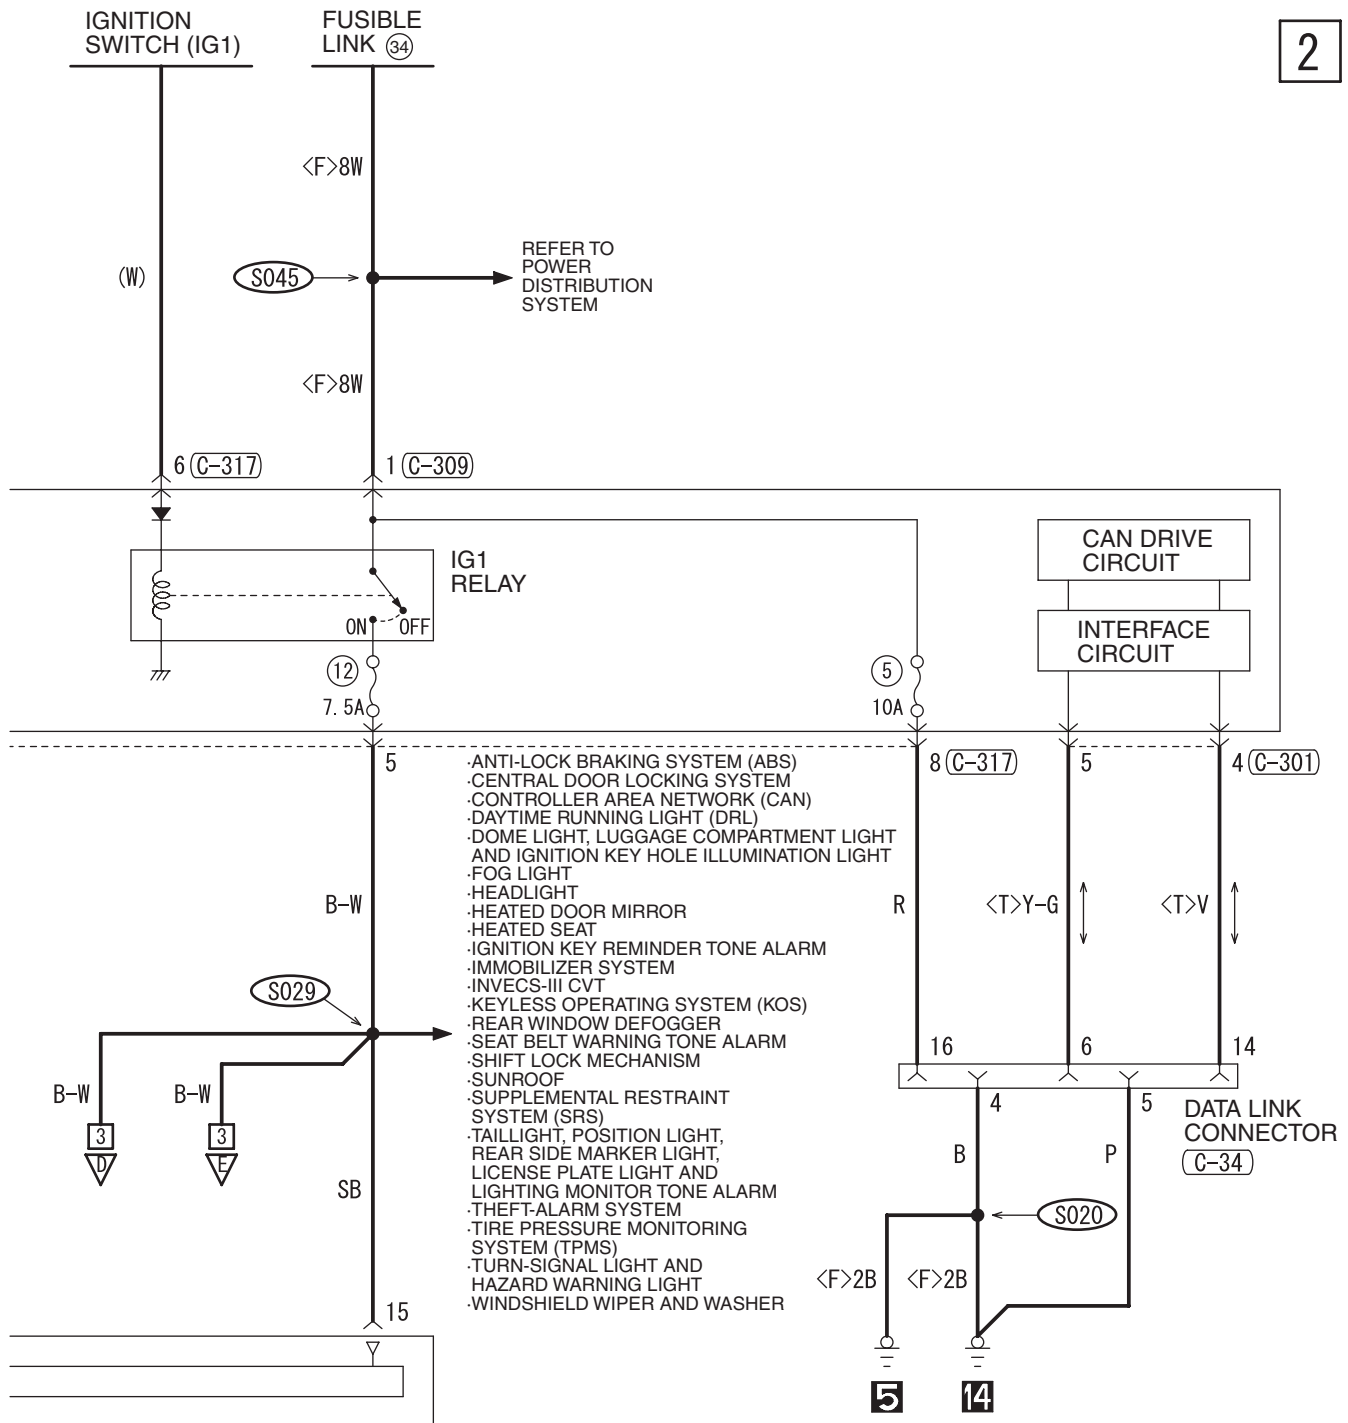 IGNITION
SWITCH (IG1)
FUSIBLE
LINK 34
2
<F>8W
(W)
S045
REFER TO
POWER
DISTRIBUTION
SYSTEM
<F>8W
6 C-317
1 C-309
CAN DRIVE
CIRCUIT
IG1
RELAY
ON
OFF
INTERFACE
CIRCUIT
12
7.5A
5
10A
5
8 C-317
5
4 C-301
·ANTI-LOCK BRAKING SYSTEM (ABS)
·CENTRAL DOOR LOCKING SYSTEM
·CONTROLLER AREA NETWORK (CAN)
·DAYTIME RUNNING LIGHT (DRL)
·DOME LIGHT, LUGGAGE COMPARTMENT LIGHT
AND IGNITION KEY HOLE ILLUMINATION LIGHT
·FOG LIGHT
·HEADLIGHT
·HEATED DOOR MIRROR
·HEATED SEAT
·IGNITION KEY REMINDER TONE ALARM
·IMMOBILIZER SYSTEM
·INVECS-III CVT
·KEYLESS OPERATING SYSTEM (KOS)
·REAR WINDOW DEFOGGER
·SEAT BELT WARNING TONE ALARM
·SHIFT LOCK MECHANISM
·SUNROOF
·SUPPLEMENTAL RESTRAINT
SYSTEM (SRS)
·TAILLIGHT, POSITION LIGHT,
REAR SIDE MARKER LIGHT,
LICENSE PLATE LIGHT AND
LIGHTING MONITOR TONE ALARM
·THEFT-ALARM SYSTEM
·TIRE PRESSURE MONITORING
SYSTEM (TPMS)
·TURN-SIGNAL LIGHT AND
HAZARD WARNING LIGHT
·WINDSHIELD WIPER AND WASHER
B-W
R
<T>Y-G
<T>V
S029
16
6
14
B-W
B-W
3
D
3
E
4
5
DATA LINK
CONNECTOR
C-34
B
P
SB
S020
<F>2B
<F>2B
15
5
14